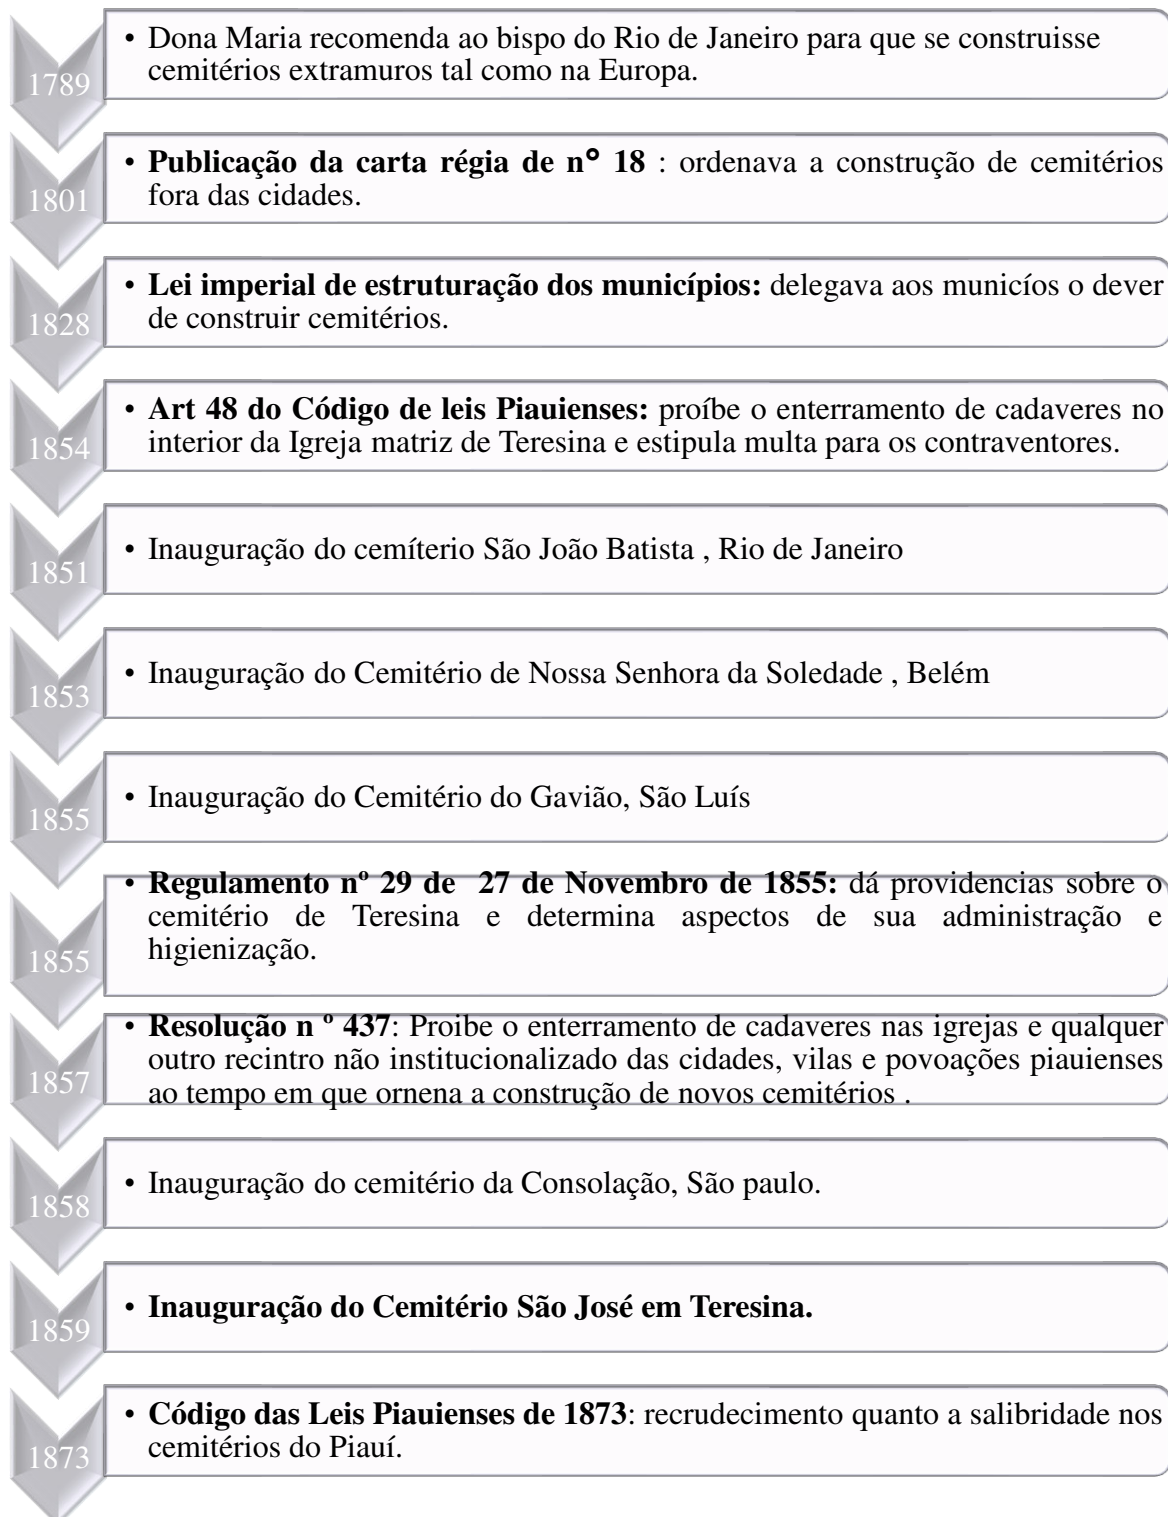 1789
• Dona Maria recomenda ao bispo do Rio de Janeiro para que se construisse
cemitérios extramuros tal como na Europa.
1801
• Publicação da carta régia de n° 18 : ordenava a construção de cemitérios
fora das cidades.
1828
• Lei imperial de estruturação dos municípios: delegava aos municíos o dever
de construir cemitérios.
1854
• Art 48 do Código de leis Piauienses: proíbe o enterramento de cadaveres no
interior da Igreja matriz de Teresina e estipula multa para os contraventores.
1851
• Inauguração do cemíterio São João Batista , Rio de Janeiro
1853
• Inauguração do Cemitério de Nossa Senhora da Soledade , Belém
1855
• Inauguração do Cemitério do Gavião, São Luís
1855
• Regulamento nº 29 de 27 de Novembro de 1855: dá providencias sobre o
cemitério de Teresina e determina aspectos de sua administração e
higienização.
1857
• Resolução n º 437: Proibe o enterramento de cadaveres nas igrejas e qualquer
outro recintro não institucionalizado das cidades, vilas e povoações piauienses
ao tempo em que ornena a construção de novos cemitérios .
1858
• Inauguração do cemitério da Consolação, São paulo.
1859
• Inauguração do Cemitério São José em Teresina.
1873
• Código das Leis Piauienses de 1873: recrudecimento quanto a salibridade nos
cemitérios do Piauí.